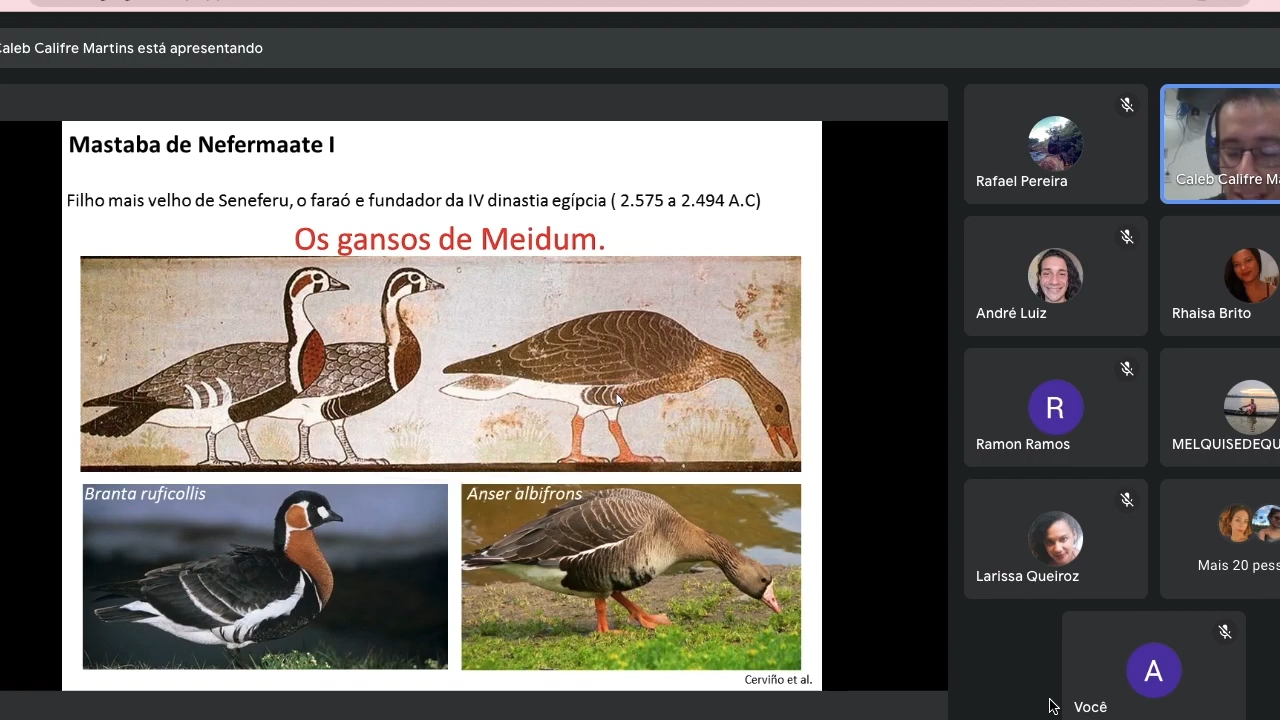 Caleb Califre Martins está apresentando
Mastaba de Nefermaate I
Filho mais velho de Seneferu, o faraó e fundador da IV dinastia egípcia ( 2.575 a 2.494 A.C)
Os gansos de Meidum.
Branta ruficollis
Anser albifrons
Cerviño et al.
Rafael Pereira
Caleb Califre Ma
André Luiz
Rhaisa Brito
Ramon Ramos
R
MELQUISEDEQU
Larissa Queiroz
Mais 20 pess
A
Você